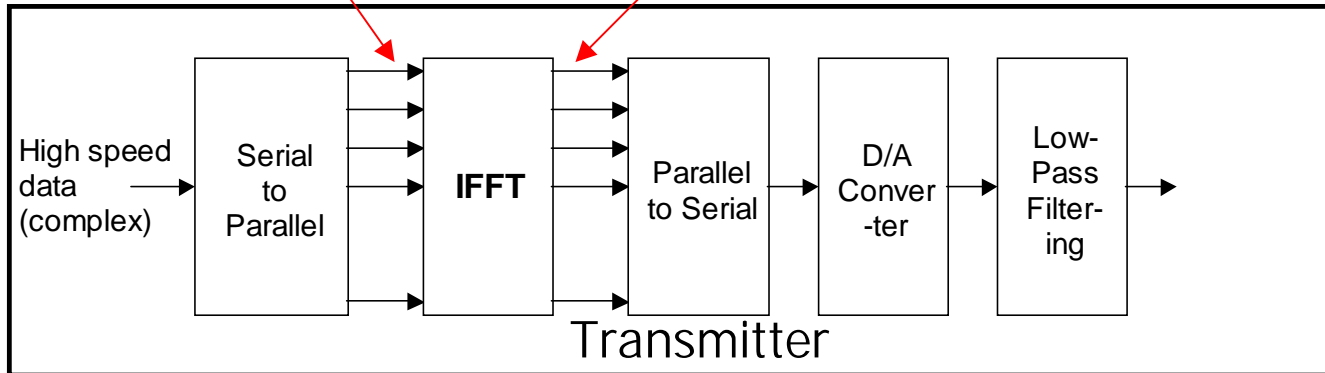 High speed
data
(complex)
Serial
to
Parallel
IFFT
Parallel
to Serial
D/A
Conver
-ter
Low-
Pass
Filter-
ing
Transmitter